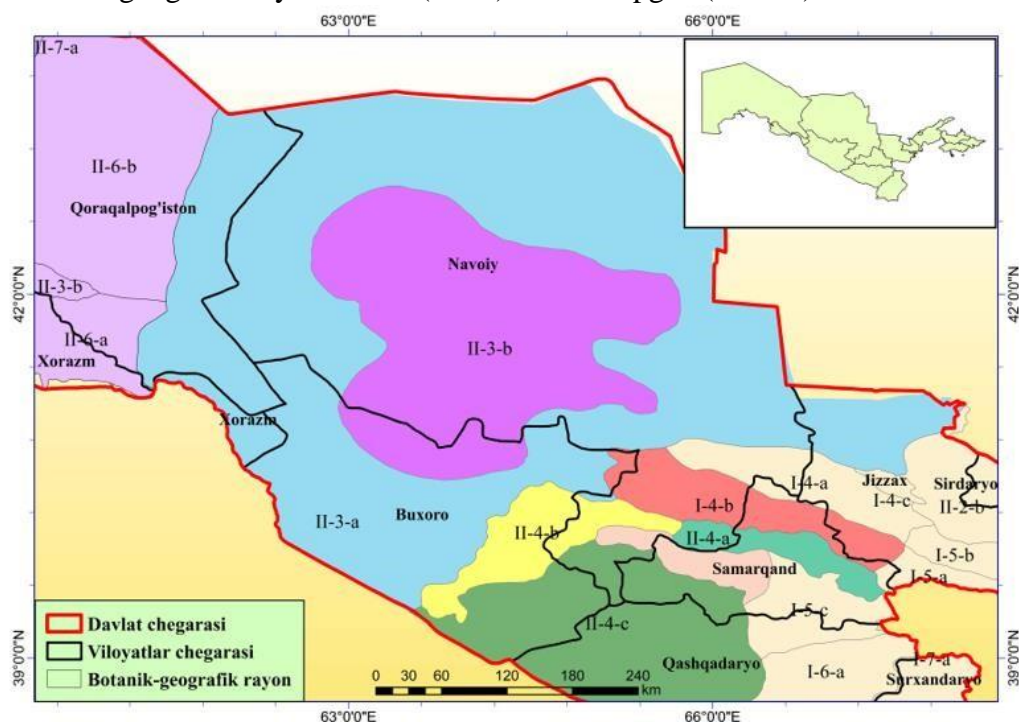 63°0'0"E 66°0'0"E
II-7-a
II-6-b
Qoraqalpog'iston
Navoiy
42°0'0"N 42°0'0"N
II-3-b
II-6-a
II-3-b
Xorazm
Xorazm
I-4-a
Jizzax
Sirdaryo
I-4-b
I-4-c
II-2-b
II-3-a
Buxoro
II-4-b
II-4-a
I-5-b
Samarqand
I-5-a
I-5-c
Davlat chegarasi
II-4-c
Viloyatlar chegarasi
39°0'0"N 39°0'0"N
Qashqadaryo
I-7-a
I-6-a
Surxandaryo
Botanik-geografik rayon
0 30 60 120 180 240
km
63°0'0"E 66°0'0"E